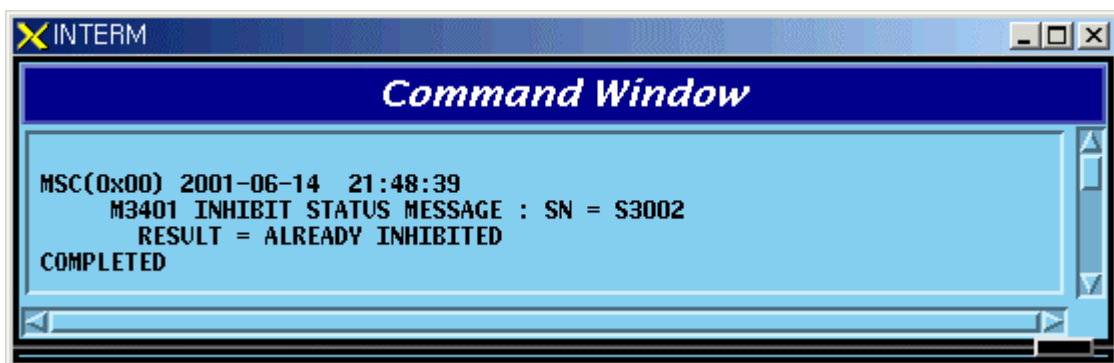 INTERM
Command Window
MSC(0x00) 2001-06-14 21:48:39
M3401 INHIBIT STATUS MESSAGE : SN = S3002
RESULT = ALREADY INHIBITED
COMPLETED